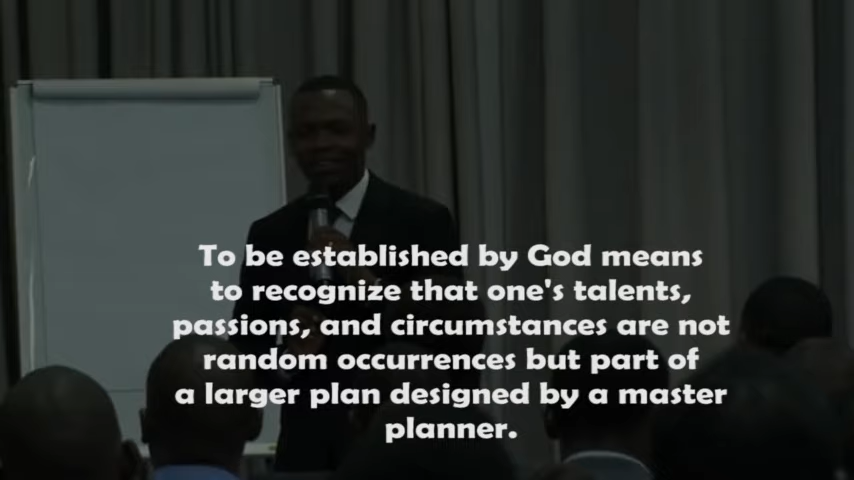 To be established by God means
to recognize that one's talents,
passions, and circumstances are not
random occurrences but part of
a larger plan designed by a master
planner.